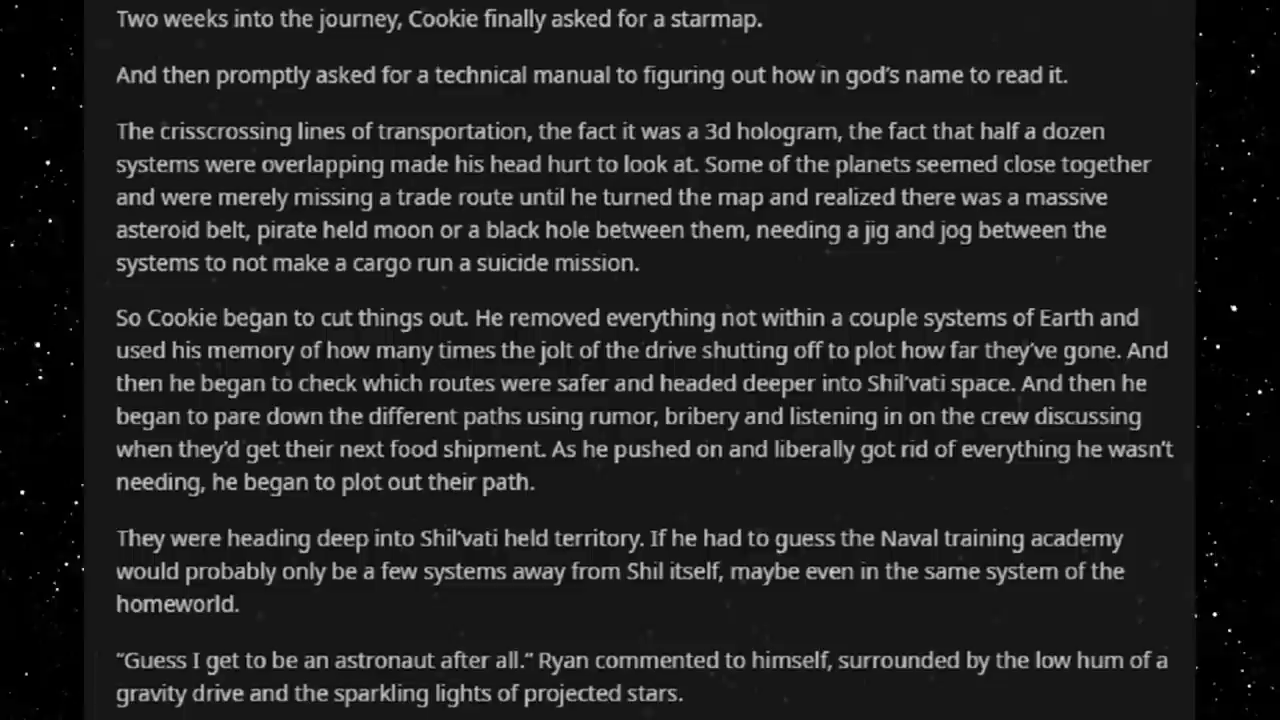 Two weeks into the journey, Cookie finally asked for a starmap.
And then promptly asked for a technical manual to figuring out how in god's name to read it.
The crisscrossing lines of transportation, the fact it was a 3d hologram, the fact that half a dozen
systems were overlapping made his head hurt to look at. Some of the planets seemed close together
and were merely missing a trade route until he turned the map and realized there was a massive
asteroid belt, pirate held moon or a black hole between them, needing a jig and jog between the
systems to not make a cargo run a suicide mission.
So Cookie began to cut things out. He removed everything not within a couple systems of Earth and
used his memory of how many times the jolt of the drive shutting off to plot how far they've gone. And
then he began to check which routes were safer and headed deeper into Shil'vati space. And then he
began to pare down the different paths using rumor, bribery and listening in on the crew discussing
when they'd get their next food shipment. As he pushed on and liberally got rid of everything he wasn't
needing, he began to plot out their path.
They were heading deep into Shil'vati held territory. If he had to guess the Naval training academy
would probably only be a few systems away from Shil itself, maybe even in the same system of the
homeworld.
“Guess I get to be an astronaut after all.” Ryan commented to himself, surrounded by the low hum of a
gravity drive and the sparkling lights of projected stars.